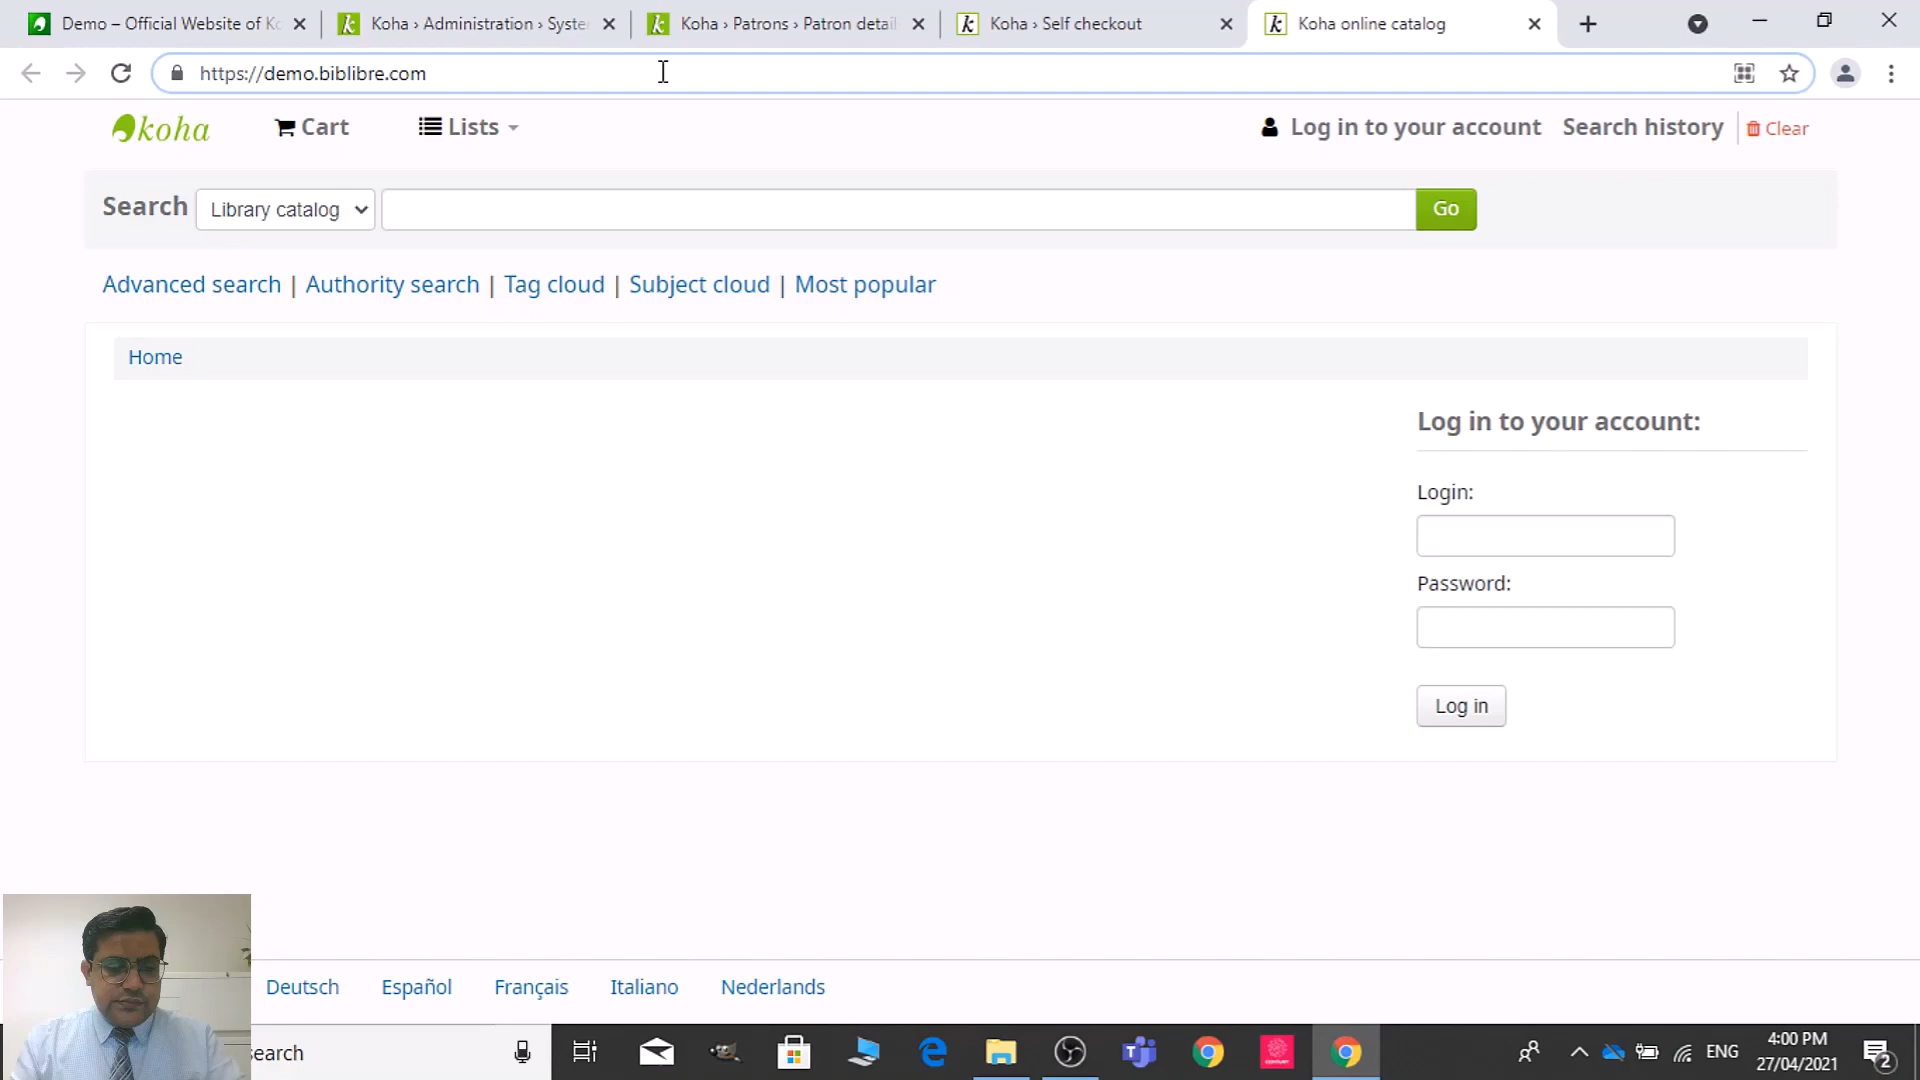 Demo – Official Website of Ko
Koha › Administration › Syste
Koha › Patrons › Patron detail
Koha › Self checkout
Koha online catalog
https://demo.biblibre.com
koha
Cart
Lists
Log in to your account
Search history
Clear
Search
Library catalog
Go
Advanced search | Authority search | Tag cloud | Subject cloud | Most popular
Home
Log in to your account:
Login:
Password:
Log in
Deutsch
Español
Français
Italiano
Nederlands
search
ENG
4:00 PM
27/04/2021
2